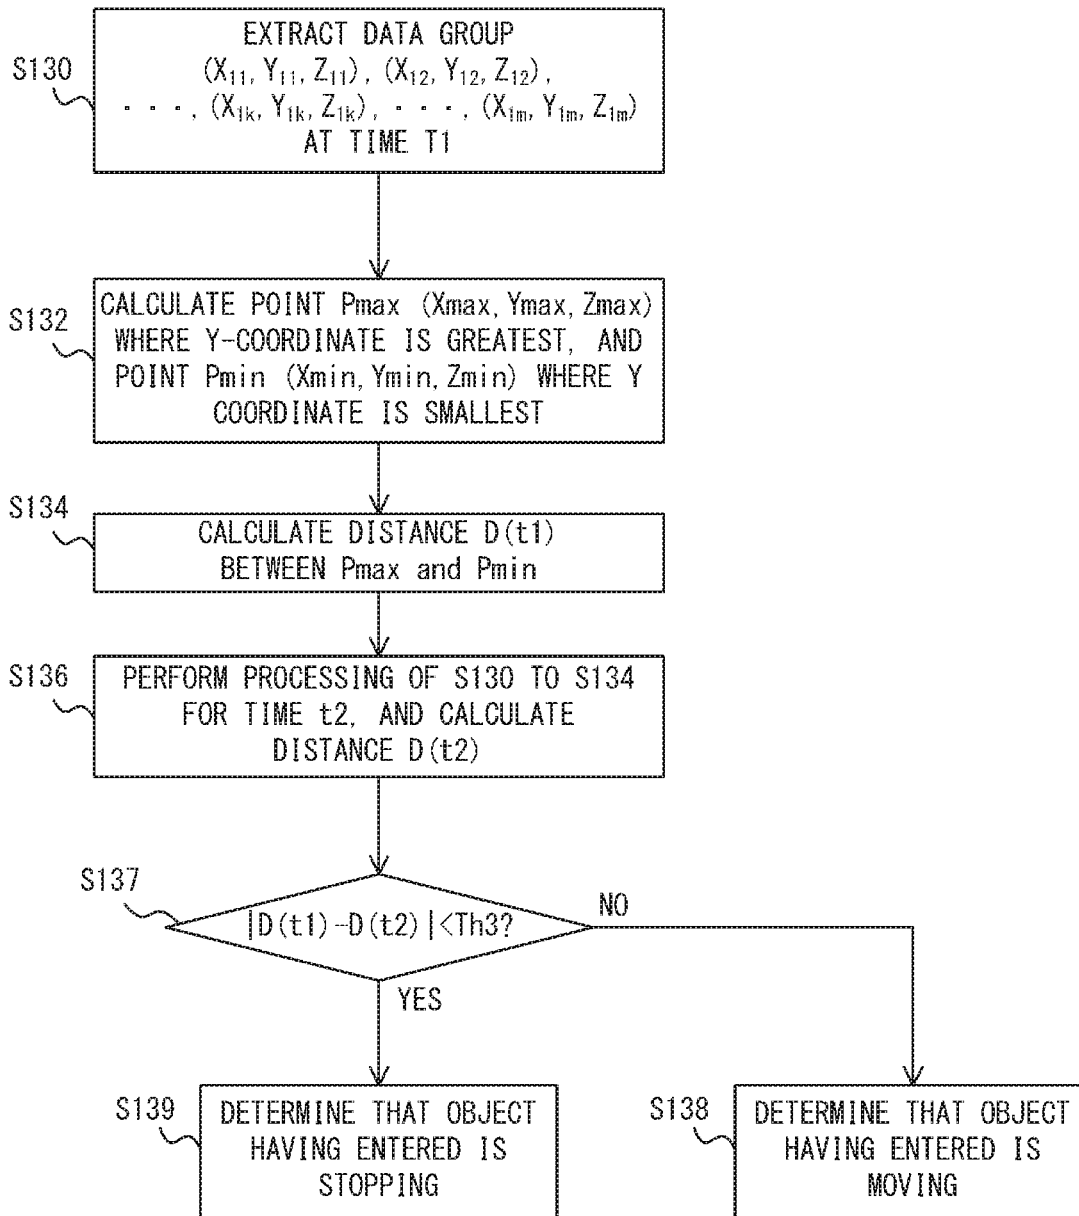 S130
EXTRACT DATA GROUP
(X₁₁, Y₁₁, Z₁₁), (X₁₂, Y₁₂, Z₁₂),
・・・, (X₁ₖ, Y₁ₖ, Z₁ₖ), ・・・, (X₁ₘ, Y₁ₘ, Z₁ₘ)
AT TIME T1
S132
CALCULATE POINT Pmax (Xmax, Ymax, Zmax)
WHERE Y-COORDINATE IS GREATEST, AND
POINT Pmin (Xmin, Ymin, Zmin) WHERE Y
COORDINATE IS SMALLEST
S134
CALCULATE DISTANCE D(t1)
BETWEEN Pmax and Pmin
S136
PERFORM PROCESSING OF S130 TO S134
FOR TIME t2, AND CALCULATE
DISTANCE D(t2)
S137
|D(t1)-D(t2)|<Th3?
NO
YES
S139
DETERMINE THAT OBJECT
HAVING ENTERED IS
STOPPING
S138
DETERMINE THAT OBJECT
HAVING ENTERED IS
MOVING